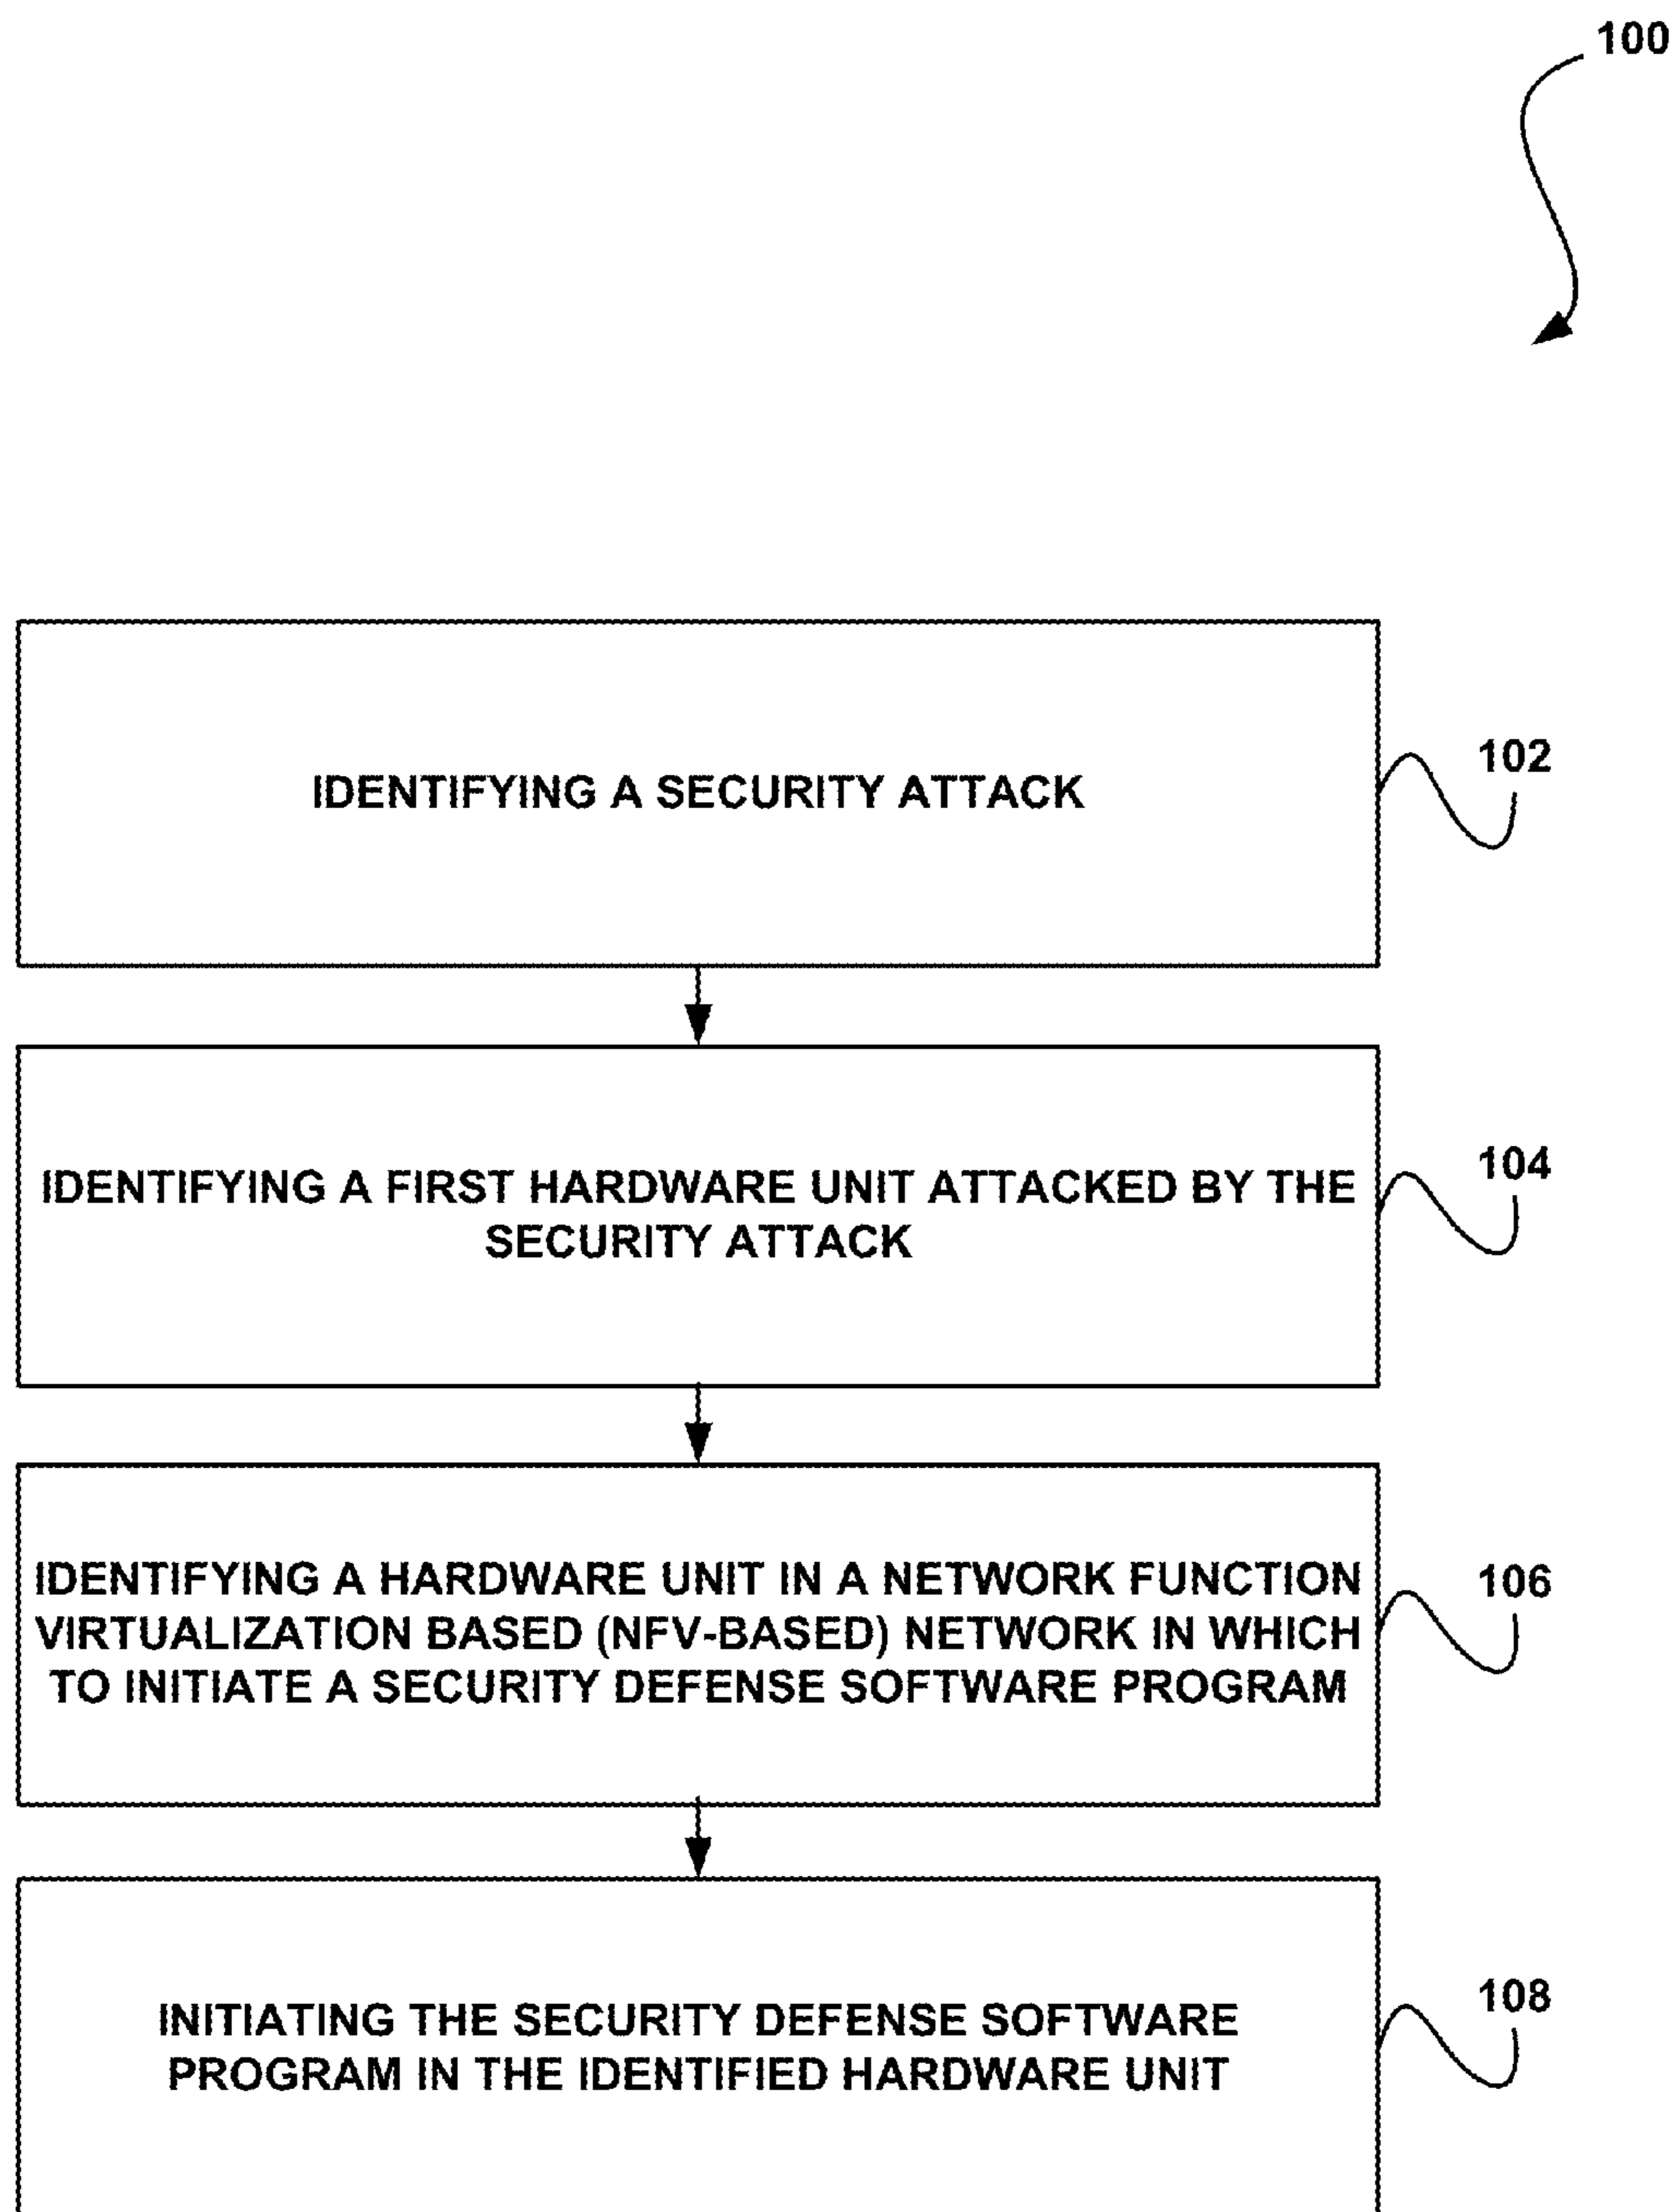 100
IDENTIFYING A SECURITY ATTACK
102
IDENTIFYING A FIRST HARDWARE UNIT ATTACKED BY THE
SECURITY ATTACK
104
IDENTIFYING A HARDWARE UNIT IN A NETWORK FUNCTION
VIRTUALIZATION BASED (NFV-BASED) NETWORK IN WHICH
TO INITIATE A SECURITY DEFENSE SOFTWARE PROGRAM
106
INITIATING THE SECURITY DEFENSE SOFTWARE
PROGRAM IN THE IDENTIFIED HARDWARE UNIT
108